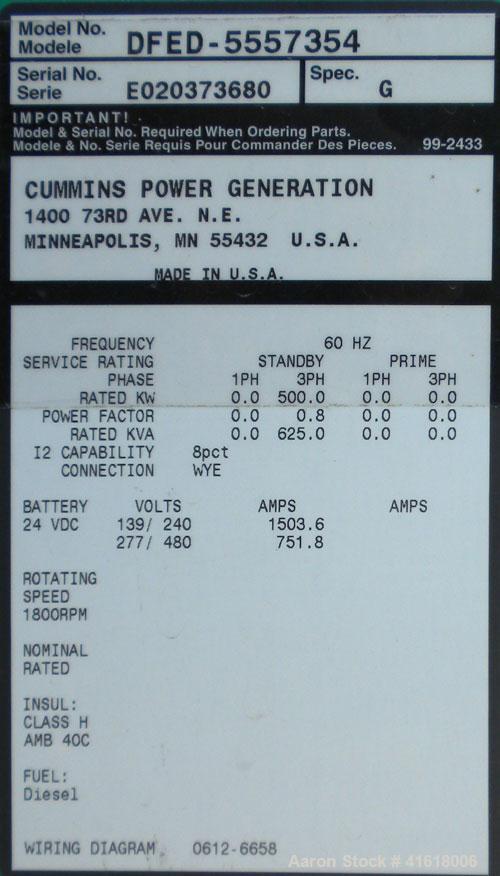 Model No. DFED-5557354
Modele
Serial No. E020373680 Spec. G
Serie
IMPORTANT!
Model & Serial No. Required When Ordering Parts.
Modele & No. Serie Requis Pour Commander Des Pieces. 99-2433
CUMMINS POWER GENERATION
1400 73RD AVE. N.E.
MINNEAPOLIS, MN 55432 U.S.A.
MADE IN U.S.A.
FREQUENCY 60 HZ
SERVICE RATING STANDBY PRIME
PHASE 1PH 3PH 1PH 3PH
RATED KW 0.0 500.0 0.0 0.0
POWER FACTOR 0.0 0.8 0.0 0.0
RATED KVA 0.0 625.0 0.0 0.0
I2 CAPABILITY 8pct
CONNECTION WYE
BATTERY VOLTS AMPS AMPS
24 VDC 139/ 240 1503.6
277/ 480 751.8
ROTATING
SPEED
1800RPM
NOMINAL
RATED
INSUL:
CLASS H
AMB 40C
FUEL:
Diesel
WIRING DIAGRAM 0612-6658
Aaron Stock # 41618006